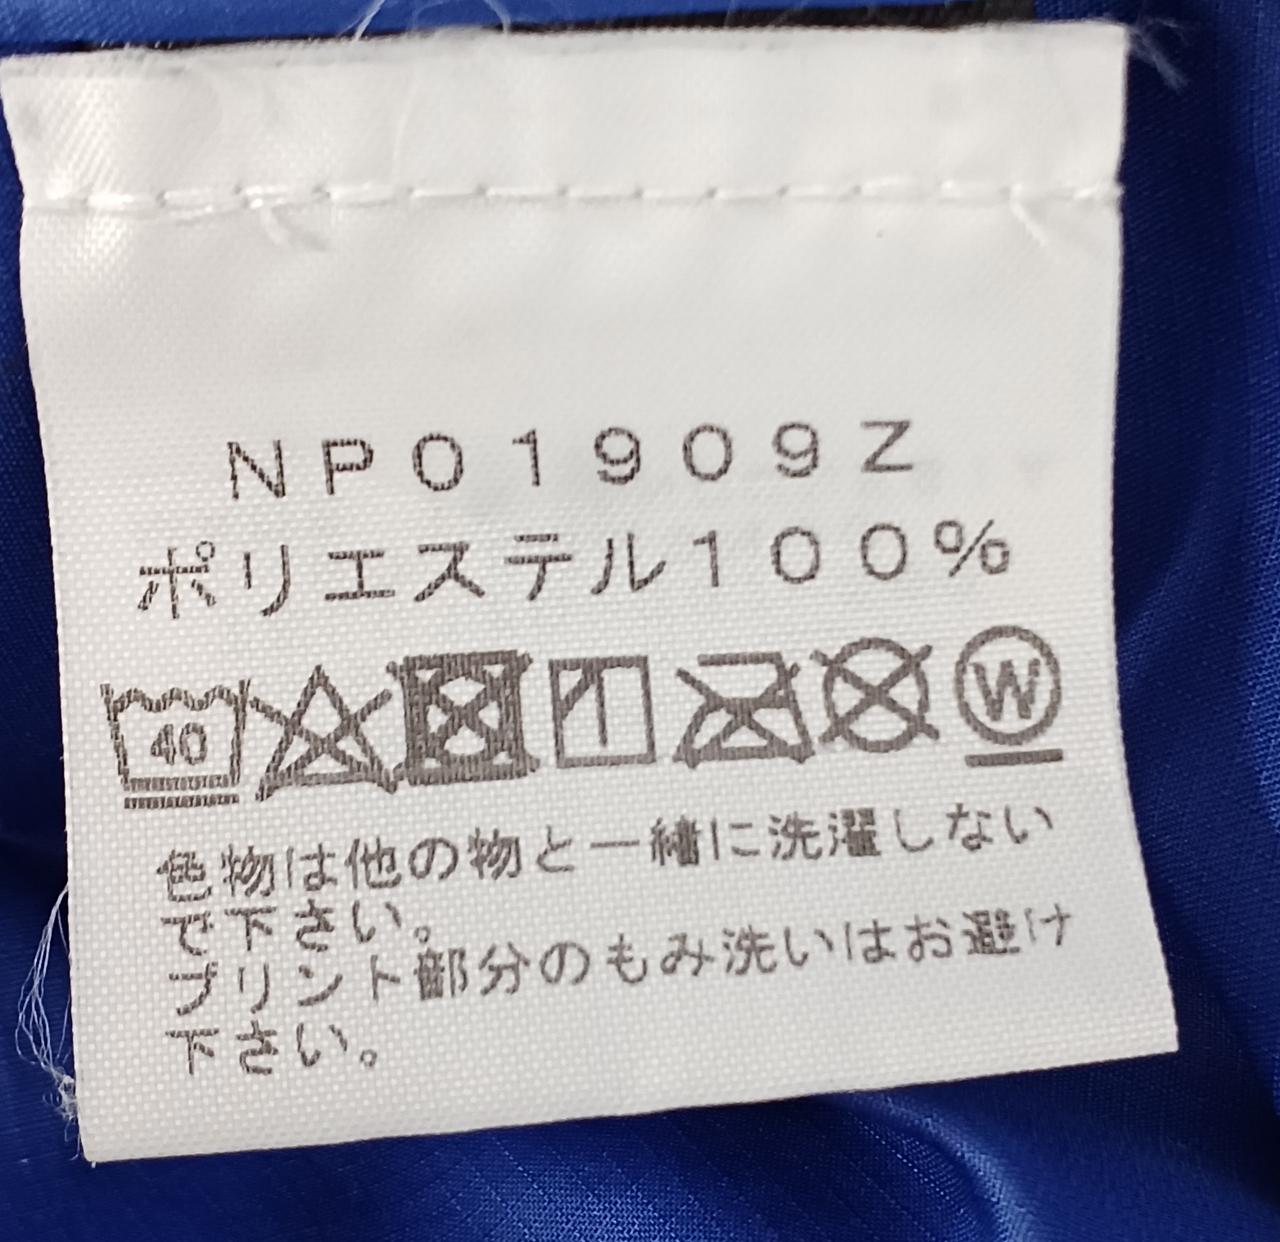 NP01909Z
ポリエステル100%
40 W
色物は他の物と一緒に洗濯しない
で下さい。
プリント部分のもみ洗いはお避け
下さい。